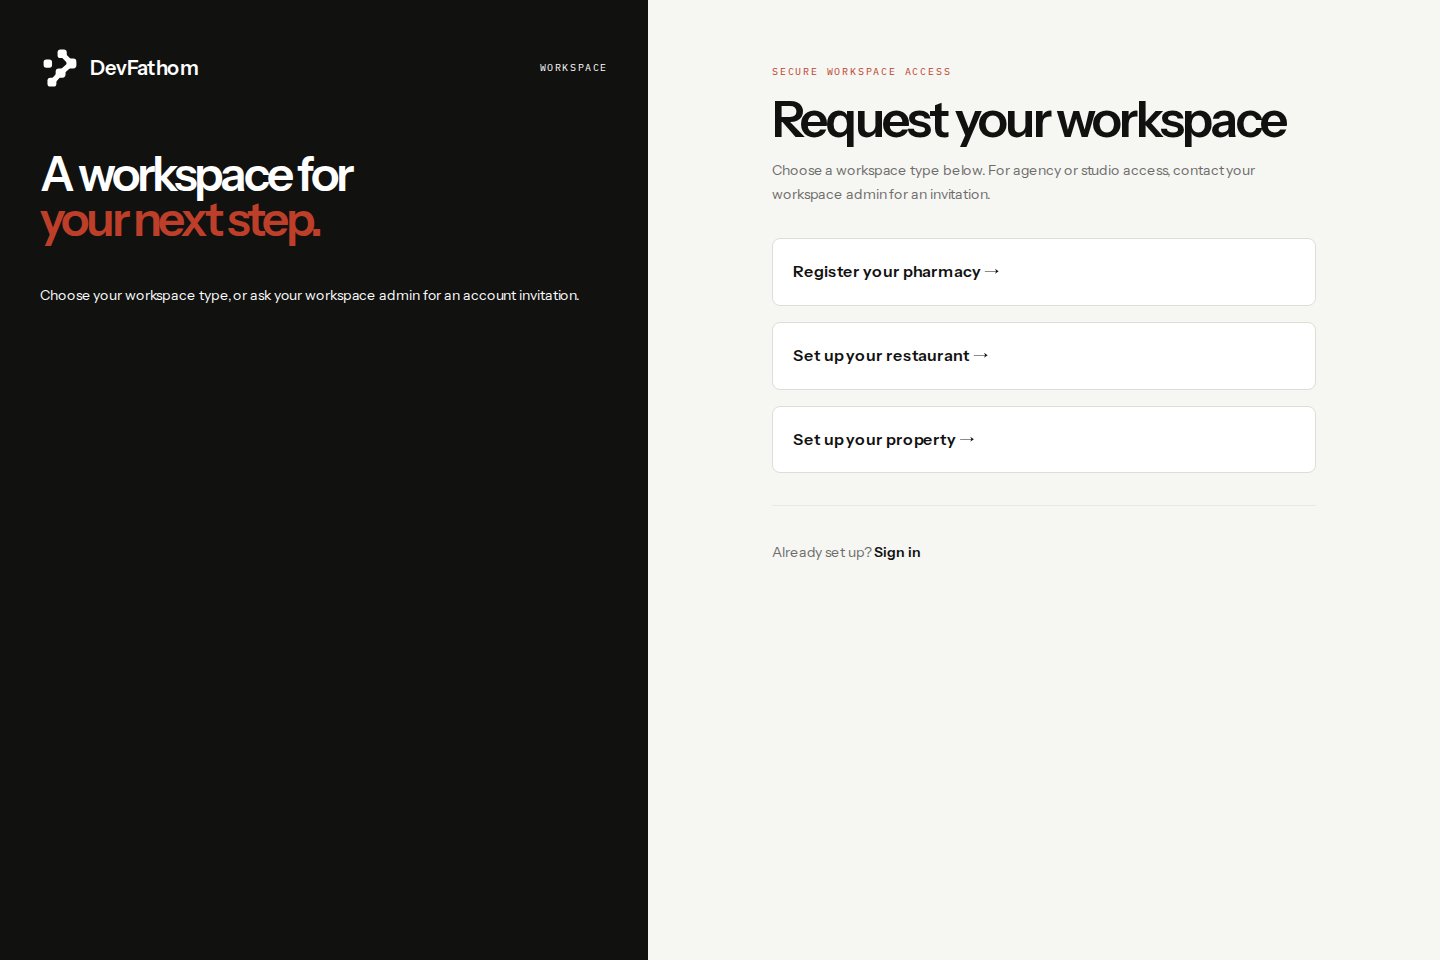 DevFathom
WORKSPACE
A workspace for
your next step.
Choose your workspace type, or ask your workspace admin for an account invitation.
SECURE WORKSPACE ACCESS
Request your workspace
Choose a workspace type below. For agency or studio access, contact your
workspace admin for an invitation.
Register your pharmacy →
Set up your restaurant →
Set up your property →
Already set up? Sign in